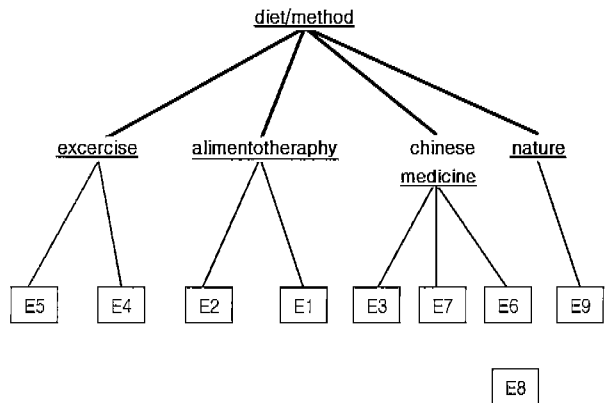 diet/method
excercise alimentotheraphy chinese nature
medicine
E5 E4 E2 E1 E3 E7 E6 E9
E8